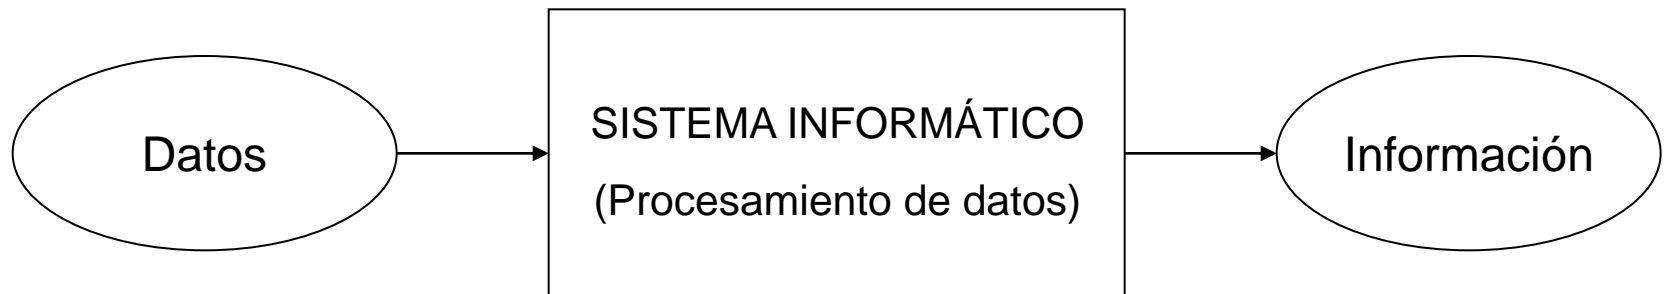 Datos
SISTEMA INFORMÁTICO
(Procesamiento de datos)
Información